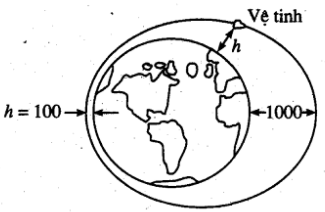 Vệ tinh
h
h = 100
1000